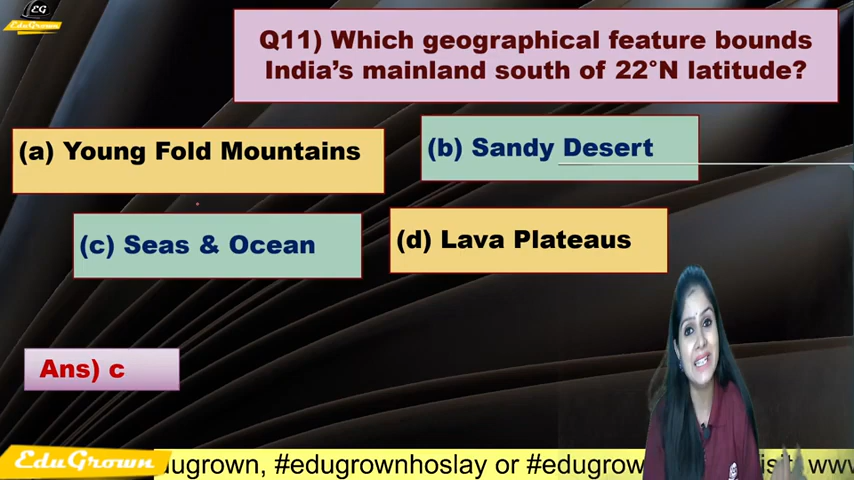 EG
EduGrown
Q11) Which geographical feature bounds
India's mainland south of 22°N latitude?
(a) Young Fold Mountains
(b) Sandy Desert
(c) Seas & Ocean
(d) Lava Plateaus
Ans) c
EduGrown
dugrown, #edugrownhoslay or #edugrow